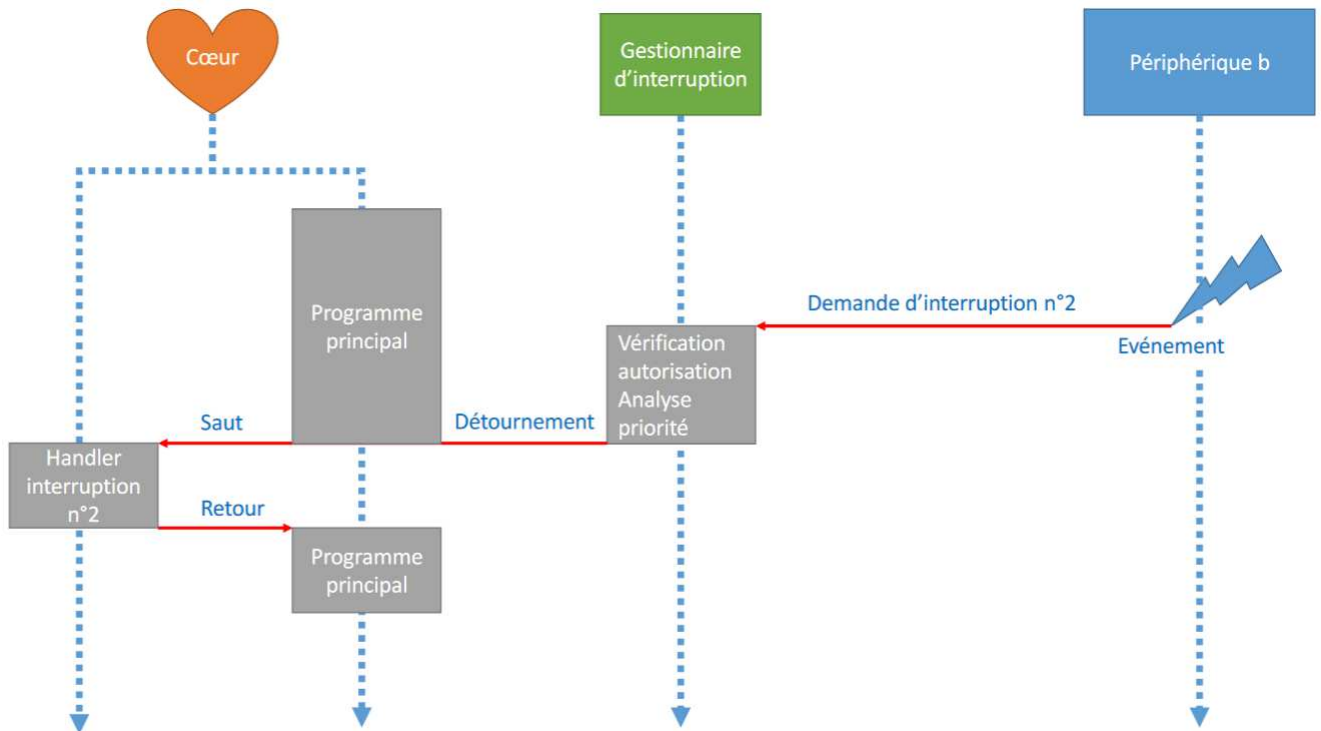 Cœur
Gestionnaire
d'interruption
Périphérique b
Programme
principal
Demande d'interruption n°2
Evénement
Vérification
autorisation
Analyse
priorité
Saut
Détournement
Handler
interruption
n°2
Retour
Programme
principal